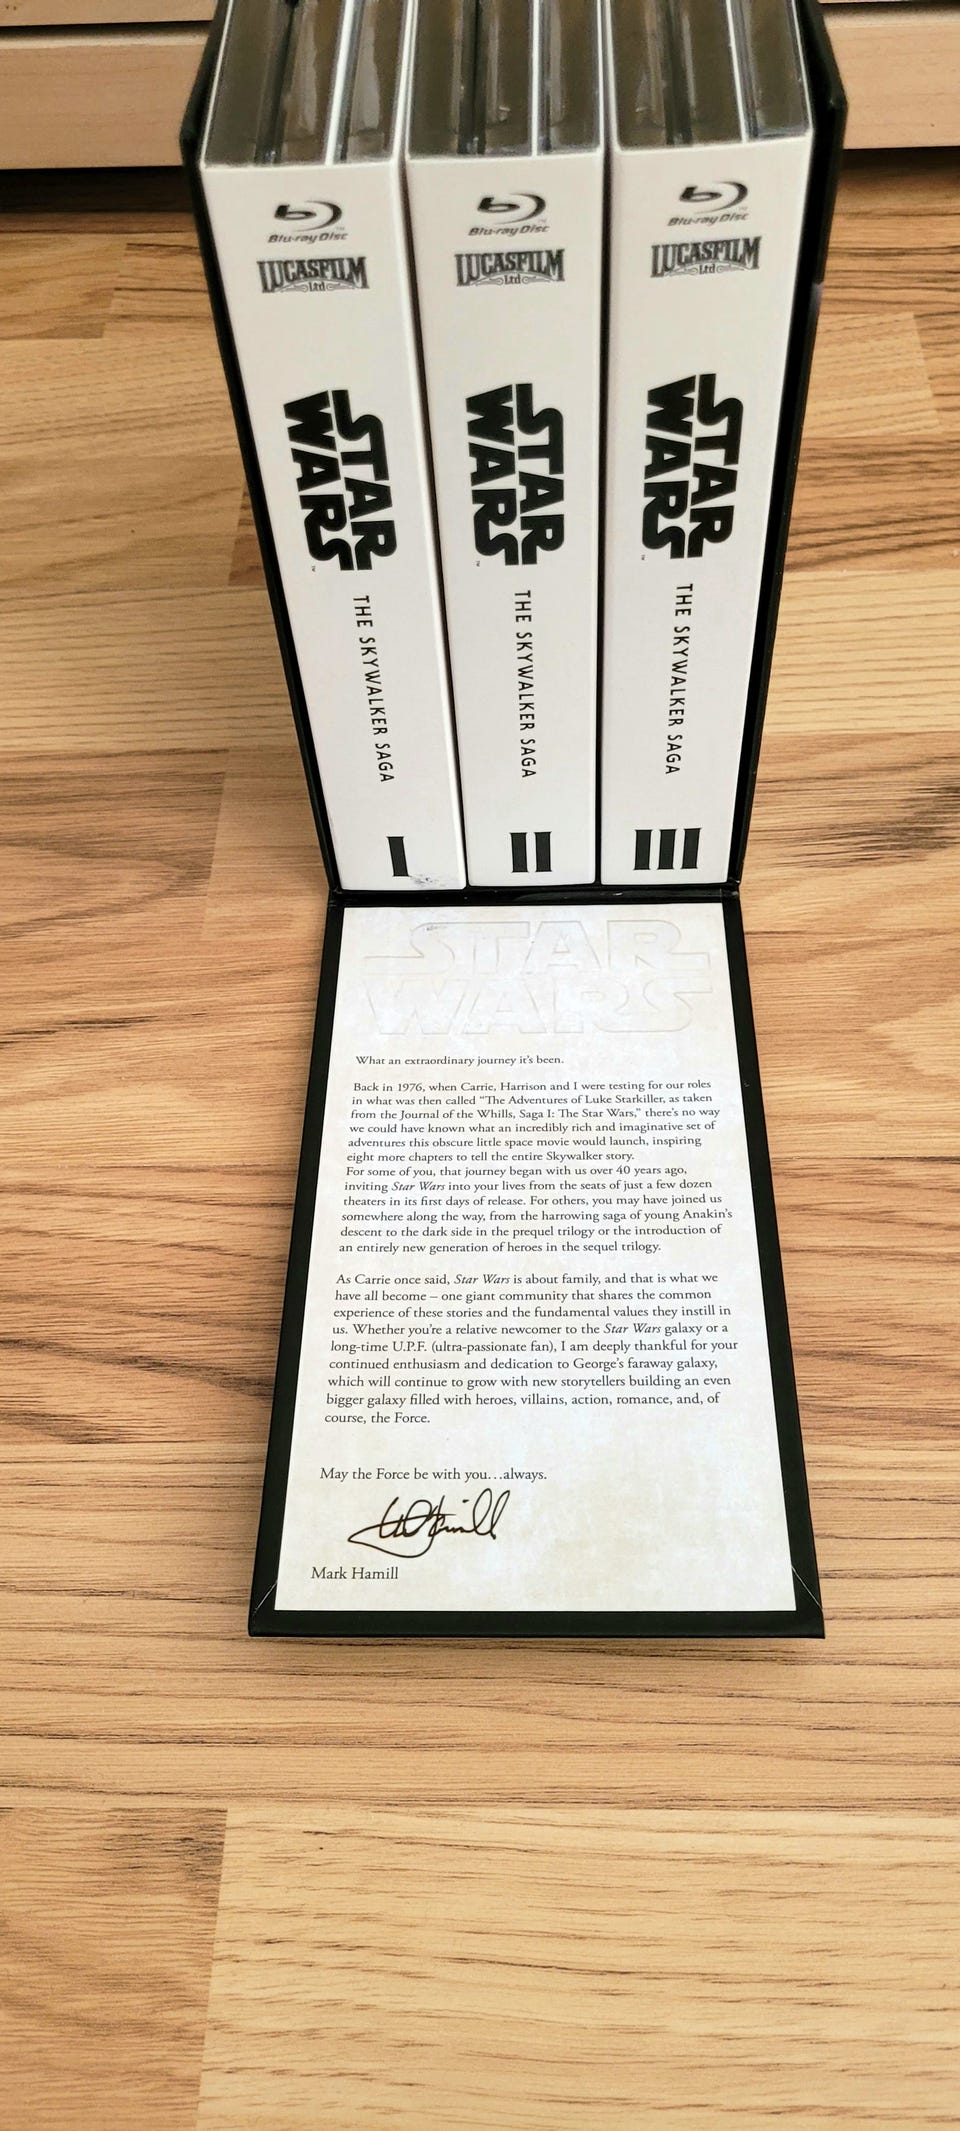 Blu-ray Disc
LUCASFILM
Ltd
STAR
WARS
THE SKYWALKER SAGA
I
Blu-ray Disc
LUCASFILM
Ltd
STAR
WARS
THE SKYWALKER SAGA
II
Blu-ray Disc
LUCASFILM
Ltd
STAR
WARS
THE SKYWALKER SAGA
III
STAR
WARS
What an extraordinary journey it's been.
Back in 1976, when Carrie, Harrison and I were testing for our roles
in what was then called "The Adventures of Luke Starkiller, as taken
from the Journal of the Whills, Saga I: The Star Wars," there's no way
we could have known what an incredibly rich and imaginative set of
adventures this obscure little space movie would launch, inspiring
eight more chapters to tell the entire Skywalker story.
For some of you, that journey began with us over 40 years ago,
inviting Star Wars into your lives from the seats of just a few dozen
theaters in its first days of release. For others, you may have joined us
somewhere along the way, from the harrowing saga of young Anakin's
descent to the dark side in the prequel trilogy or the introduction of
an entirely new generation of heroes in the sequel trilogy.
As Carrie once said, Star Wars is about family, and that is what we
have all become – one giant community that shares the common
experience of these stories and the fundamental values they instill in
us. Whether you're a relative newcomer to the Star Wars galaxy or a
long-time U.P.F. (ultra-passionate fan), I am deeply thankful for your
continued enthusiasm and dedication to George's faraway galaxy,
which will continue to grow with new storytellers building an even
bigger galaxy filled with heroes, villains, action, romance, and, of
course, the Force.
May the Force be with you…always.
Mark Hamill